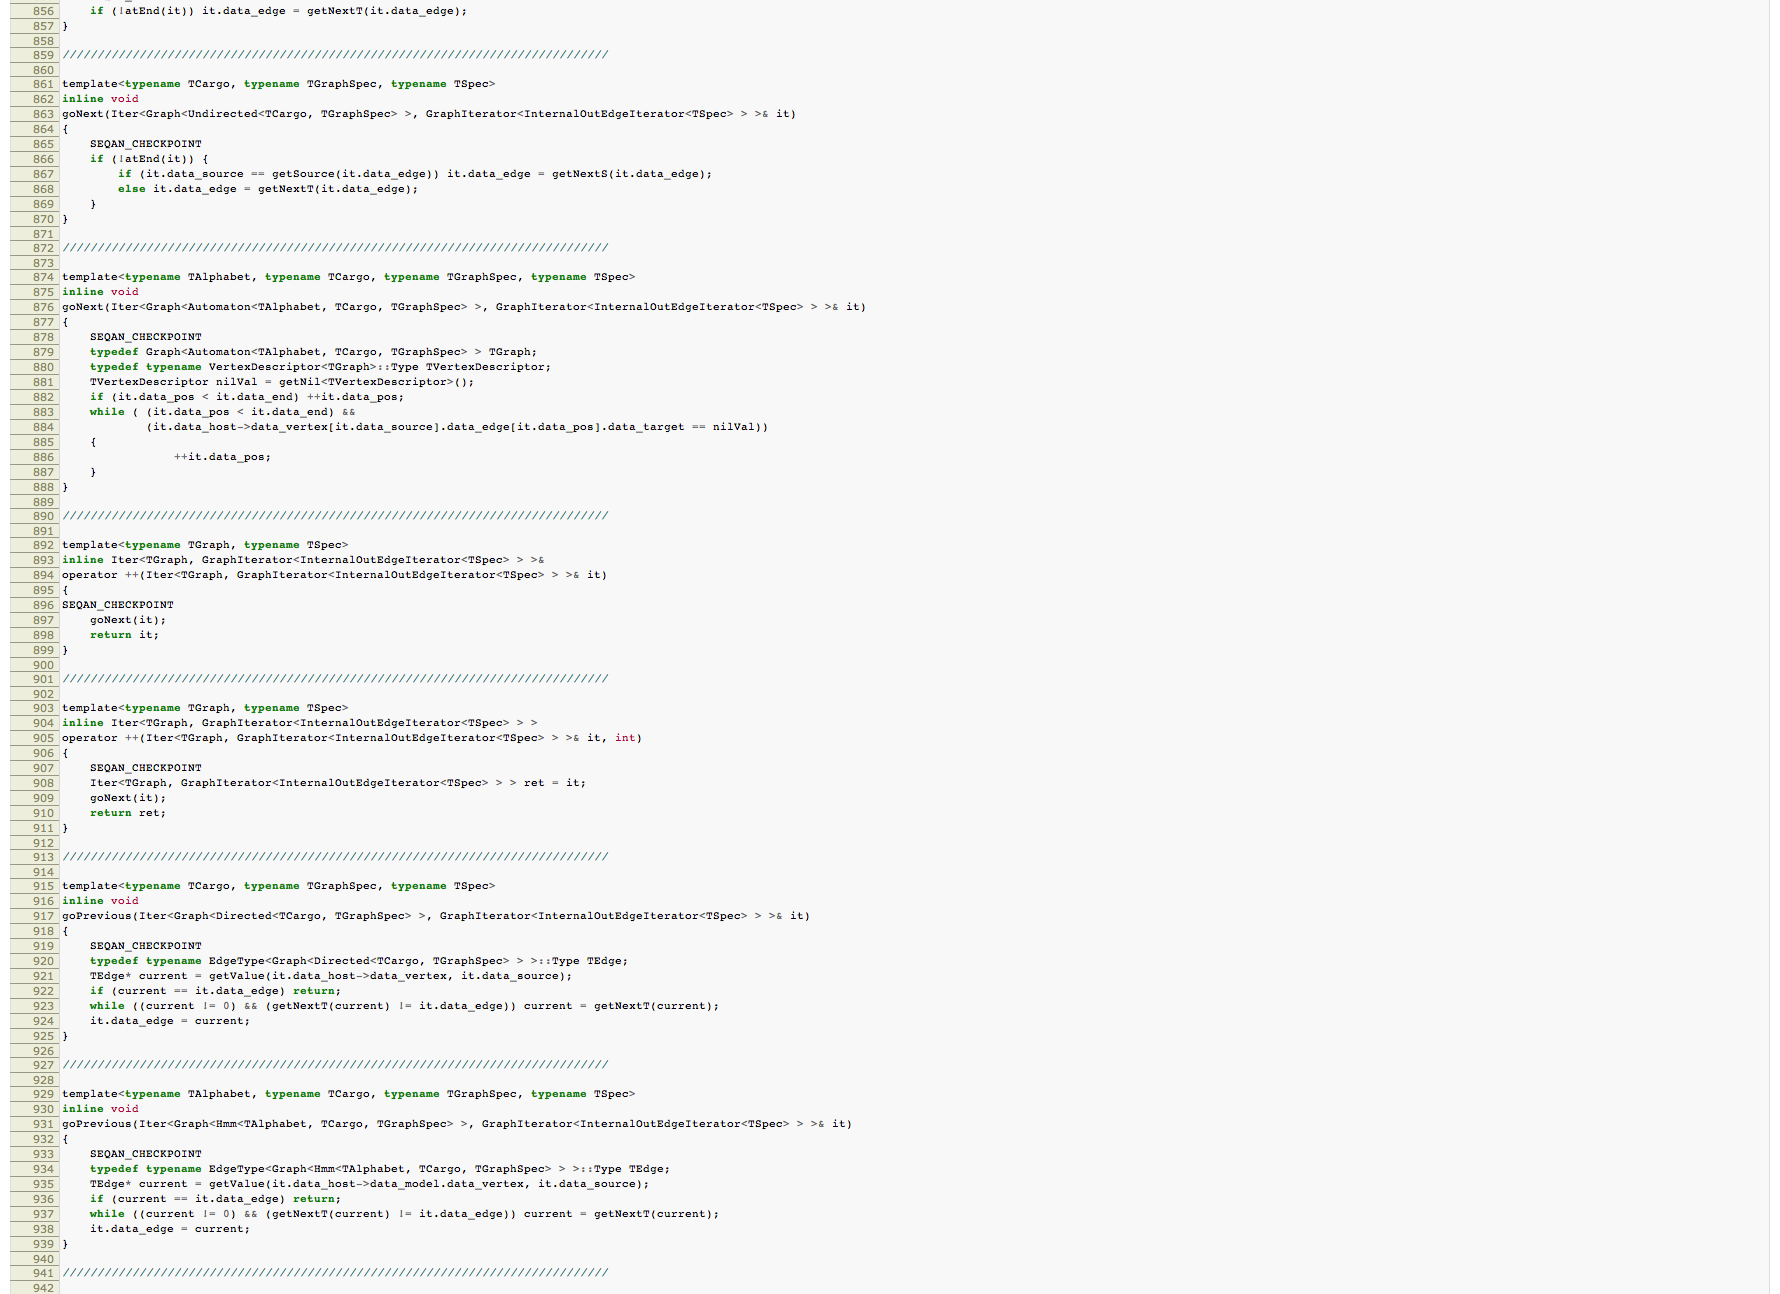 856     if (!atEnd(it)) it.data_edge = getNextT(it.data_edge);
857 }
858
859 //////////////////////////////////////////////////////////////////////////////
860
861 template<typename TCargo, typename TGraphSpec, typename TSpec>
862 inline void
863 goNext(Iter<Graph<Undirected<TCargo, TGraphSpec> >, GraphIterator<InternalOutEdgeIterator<TSpec> > >& it)
864 {
865     SEQAN_CHECKPOINT
866     if (!atEnd(it)) {
867         if (it.data_source == getSource(it.data_edge)) it.data_edge = getNextS(it.data_edge);
868         else it.data_edge = getNextT(it.data_edge);
869     }
870 }
871
872 //////////////////////////////////////////////////////////////////////////////
873
874 template<typename TAlphabet, typename TCargo, typename TGraphSpec, typename TSpec>
875 inline void
876 goNext(Iter<Graph<Automaton<TAlphabet, TCargo, TGraphSpec> >, GraphIterator<InternalOutEdgeIterator<TSpec> > >& it)
877 {
878     SEQAN_CHECKPOINT
879     typedef Graph<Automaton<TAlphabet, TCargo, TGraphSpec> > TGraph;
880     typedef typename VertexDescriptor<TGraph>::Type TVertexDescriptor;
881     TVertexDescriptor nilVal = getNil<TVertexDescriptor>();
882     if (it.data_pos < it.data_end) ++it.data_pos;
883     while ( (it.data_pos < it.data_end) &&
884             (it.data_host->data_vertex[it.data_source].data_edge[it.data_pos].data_target == nilVal))
885     {
886                 ++it.data_pos;
887     }
888 }
889
890 //////////////////////////////////////////////////////////////////////////////
891
892 template<typename TGraph, typename TSpec>
893 inline Iter<TGraph, GraphIterator<InternalOutEdgeIterator<TSpec> > >&
894 operator ++(Iter<TGraph, GraphIterator<InternalOutEdgeIterator<TSpec> > >& it)
895 {
896 SEQAN_CHECKPOINT
897     goNext(it);
898     return it;
899 }
900
901 //////////////////////////////////////////////////////////////////////////////
902
903 template<typename TGraph, typename TSpec>
904 inline Iter<TGraph, GraphIterator<InternalOutEdgeIterator<TSpec> > >
905 operator ++(Iter<TGraph, GraphIterator<InternalOutEdgeIterator<TSpec> > >& it, int)
906 {
907     SEQAN_CHECKPOINT
908     Iter<TGraph, GraphIterator<InternalOutEdgeIterator<TSpec> > > ret = it;
909     goNext(it);
910     return ret;
911 }
912
913 //////////////////////////////////////////////////////////////////////////////
914
915 template<typename TCargo, typename TGraphSpec, typename TSpec>
916 inline void
917 goPrevious(Iter<Graph<Directed<TCargo, TGraphSpec> >, GraphIterator<InternalOutEdgeIterator<TSpec> > >& it)
918 {
919     SEQAN_CHECKPOINT
920     typedef typename EdgeType<Graph<Directed<TCargo, TGraphSpec> > >::Type TEdge;
921     TEdge* current = getValue(it.data_host->data_vertex, it.data_source);
922     if (current == it.data_edge) return;
923     while ((current != 0) && (getNextT(current) != it.data_edge)) current = getNextT(current);
924     it.data_edge = current;
925 }
926
927 //////////////////////////////////////////////////////////////////////////////
928
929 template<typename TAlphabet, typename TCargo, typename TGraphSpec, typename TSpec>
930 inline void
931 goPrevious(Iter<Graph<Hmm<TAlphabet, TCargo, TGraphSpec> >, GraphIterator<InternalOutEdgeIterator<TSpec> > >& it)
932 {
933     SEQAN_CHECKPOINT
934     typedef typename EdgeType<Graph<Hmm<TAlphabet, TCargo, TGraphSpec> > >::Type TEdge;
935     TEdge* current = getValue(it.data_host->data_model.data_vertex, it.data_source);
936     if (current == it.data_edge) return;
937     while ((current != 0) && (getNextT(current) != it.data_edge)) current = getNextT(current);
938     it.data_edge = current;
939 }
940
941 //////////////////////////////////////////////////////////////////////////////
942